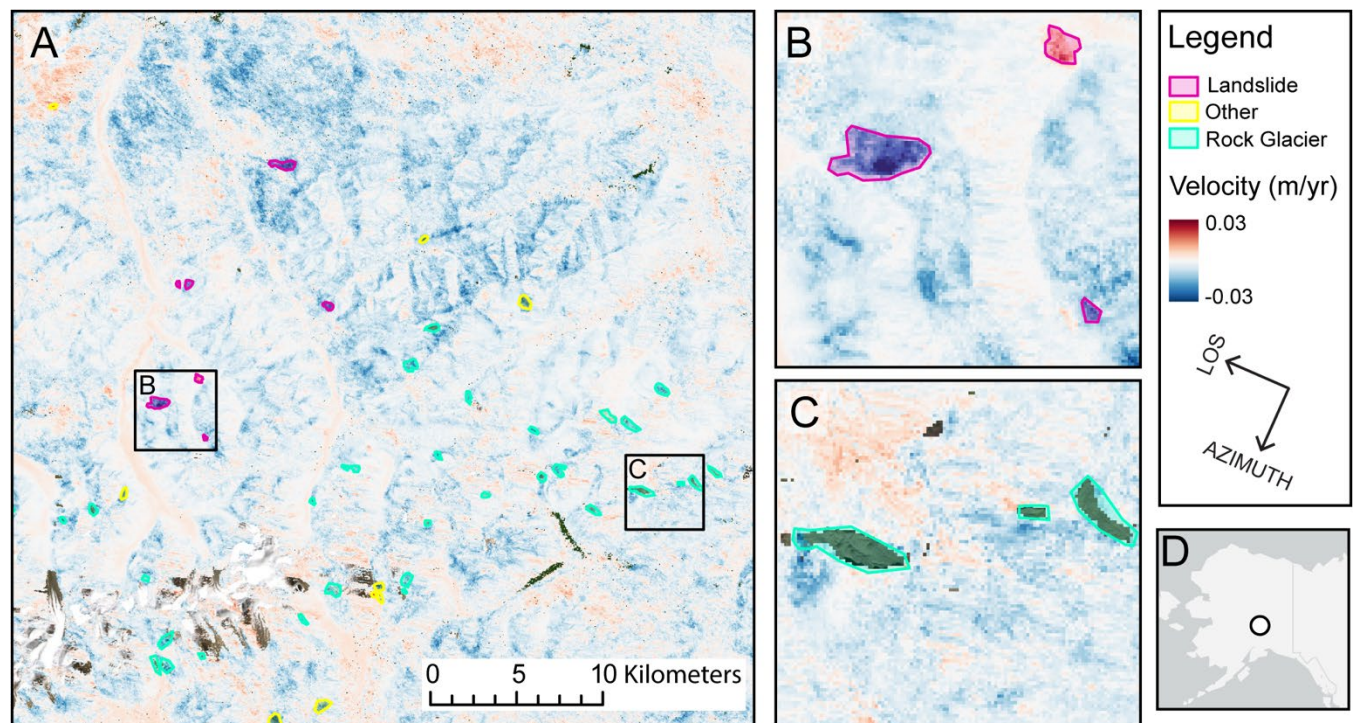 A
B
C
0 5 10 Kilometers
B
C
Legend
Landslide
Other
Rock Glacier
Velocity (m/yr)
0.03
-0.03
LOS
AZIMUTH
D